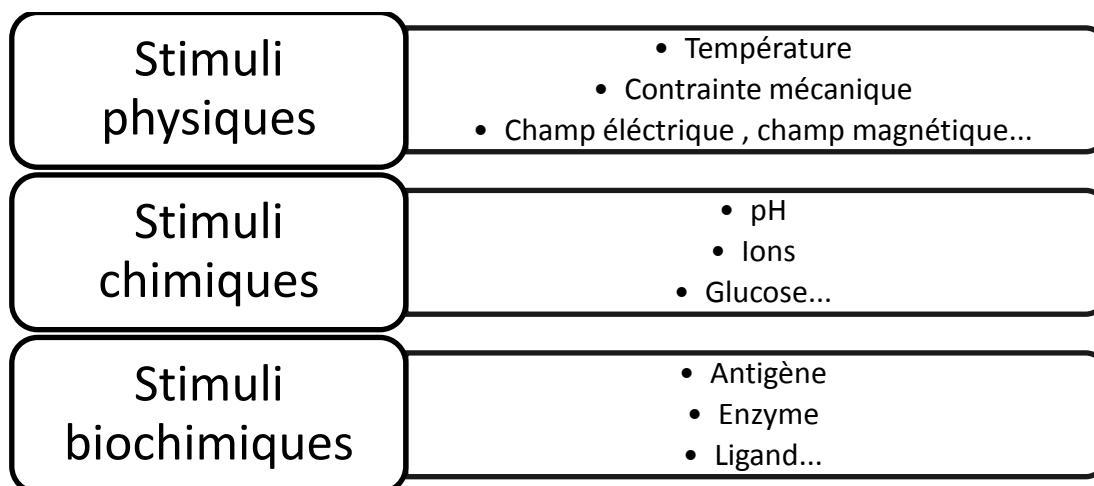 Stimuli
physiques
• Température
• Contrainte mécanique
• Champ éléctrique , champ magnétique...
Stimuli
chimiques
• pH
• Ions
• Glucose...
Stimuli
biochimiques
• Antigène
• Enzyme
• Ligand...